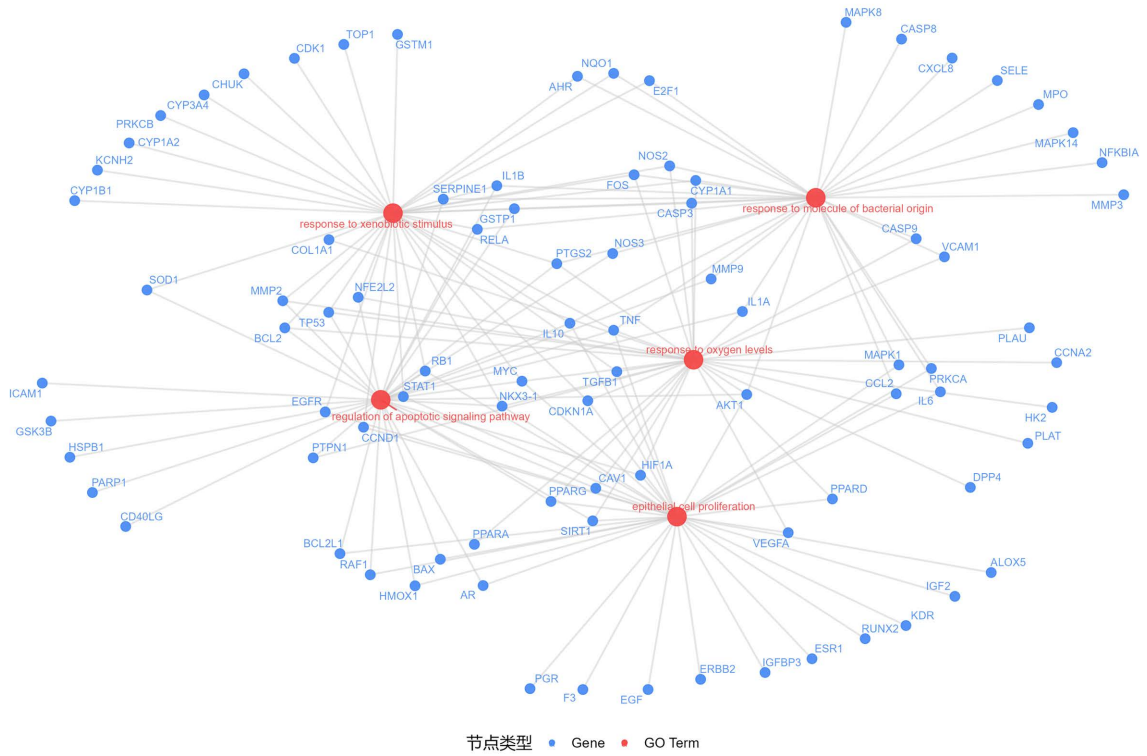 MAPK8
TOP1
GSTM1
CASP8
CDK1
NQO1
CXCL8
SELE
CHUK
AHR
E2F1
MPO
CYP3A4
PRKCB
CYP1A2
MAPK14
KCNH2
NOS2
NFKBIA
CYP1B1
SERPINE1
IL1B
FOS
CYP1A1
MMP3
response to xenobiotic stimulus
GSTP1
CASP3
response to molecule of bacterial origin
RELA
CASP9
COL1A1
PTGS2
NOS3
VCAM1
SOD1
MMP2
NFE2L2
MMP9
IL1A
TP53
BCL2
IL10
TNF
PLAU
response to oxygen levels
RB1
MYC
TGFB1
MAPK1
CCNA2
PRKCA
ICAM1
STAT1
NKX3-1
CCL2
IL6
EGFR
CDKN1A
AKT1
HK2
GSK3B
regulation of apoptotic signaling pathway
CCND1
PLAT
HSPB1
PTPN1
HIF1A
PARP1
CAV1
DPP4
PPARG
PPARD
CD40LG
epithelial cell proliferation
PPARA
SIRT1
VEGFA
BCL2L1
RAF1
BAX
ALOX5
HMOX1
AR
IGF2
KDR
RUNX2
ESR1
IGFBP3
ERBB2
PGR
F3
EGF
节点类型 Gene GO Term